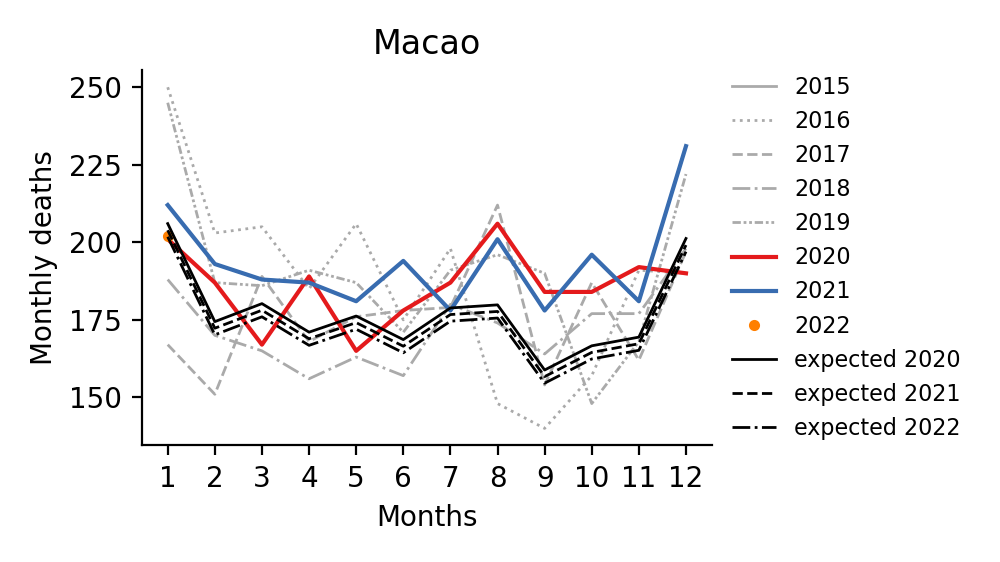 Macao
Monthly deaths
250
225
200
175
150
1 2 3 4 5 6 7 8 9 10 11 12
Months
2015
2016
2017
2018
2019
2020
2021
2022
expected 2020
expected 2021
expected 2022